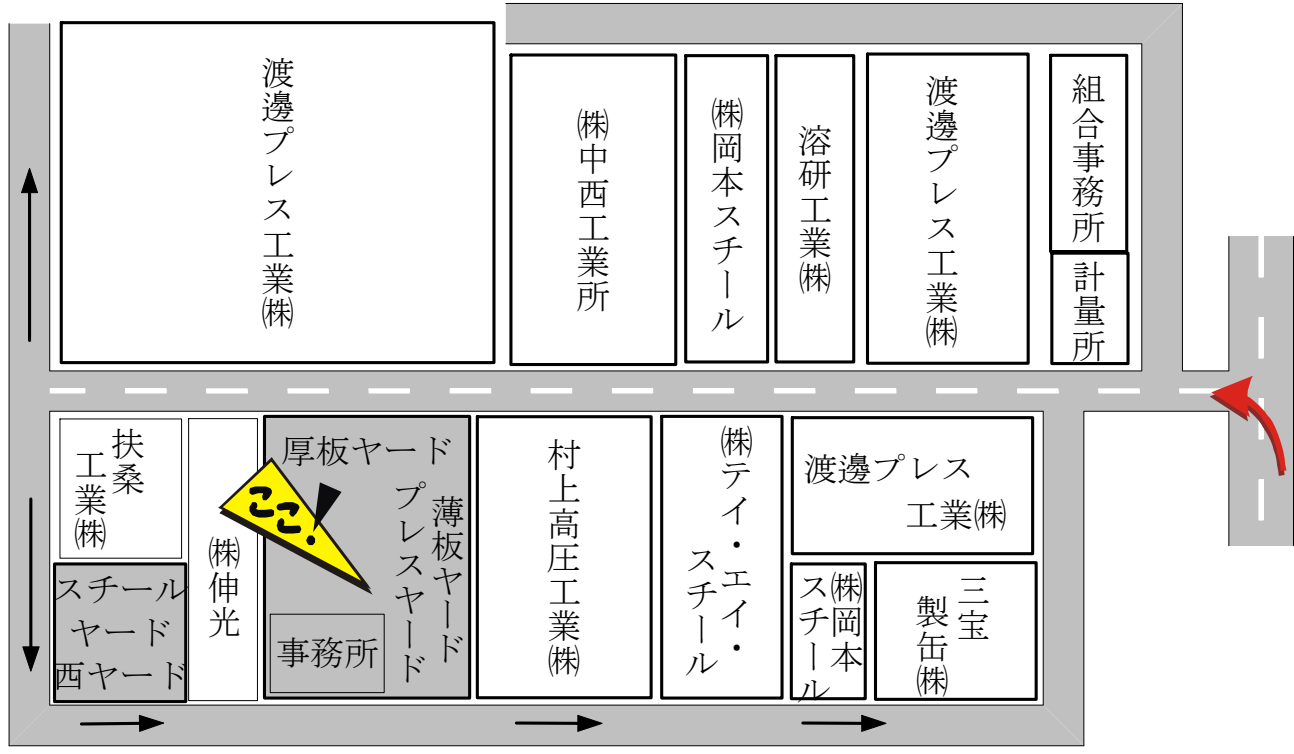 渡邊プレス工業㈱
㈱中西工業所
㈱岡本スチール
溶研工業㈱
渡邊プレス工業㈱
組合事務所
計量所
扶桑
工業㈱
スチール
ヤード
西ヤード
㈱伸光
厚板ヤード
ここ!
薄板ヤード
プレスヤード
事務所
村上高圧工業㈱
㈱テイ・エイ・
スチール
渡邊プレス
工業㈱
㈱岡本
スチール
三宝
製缶㈱